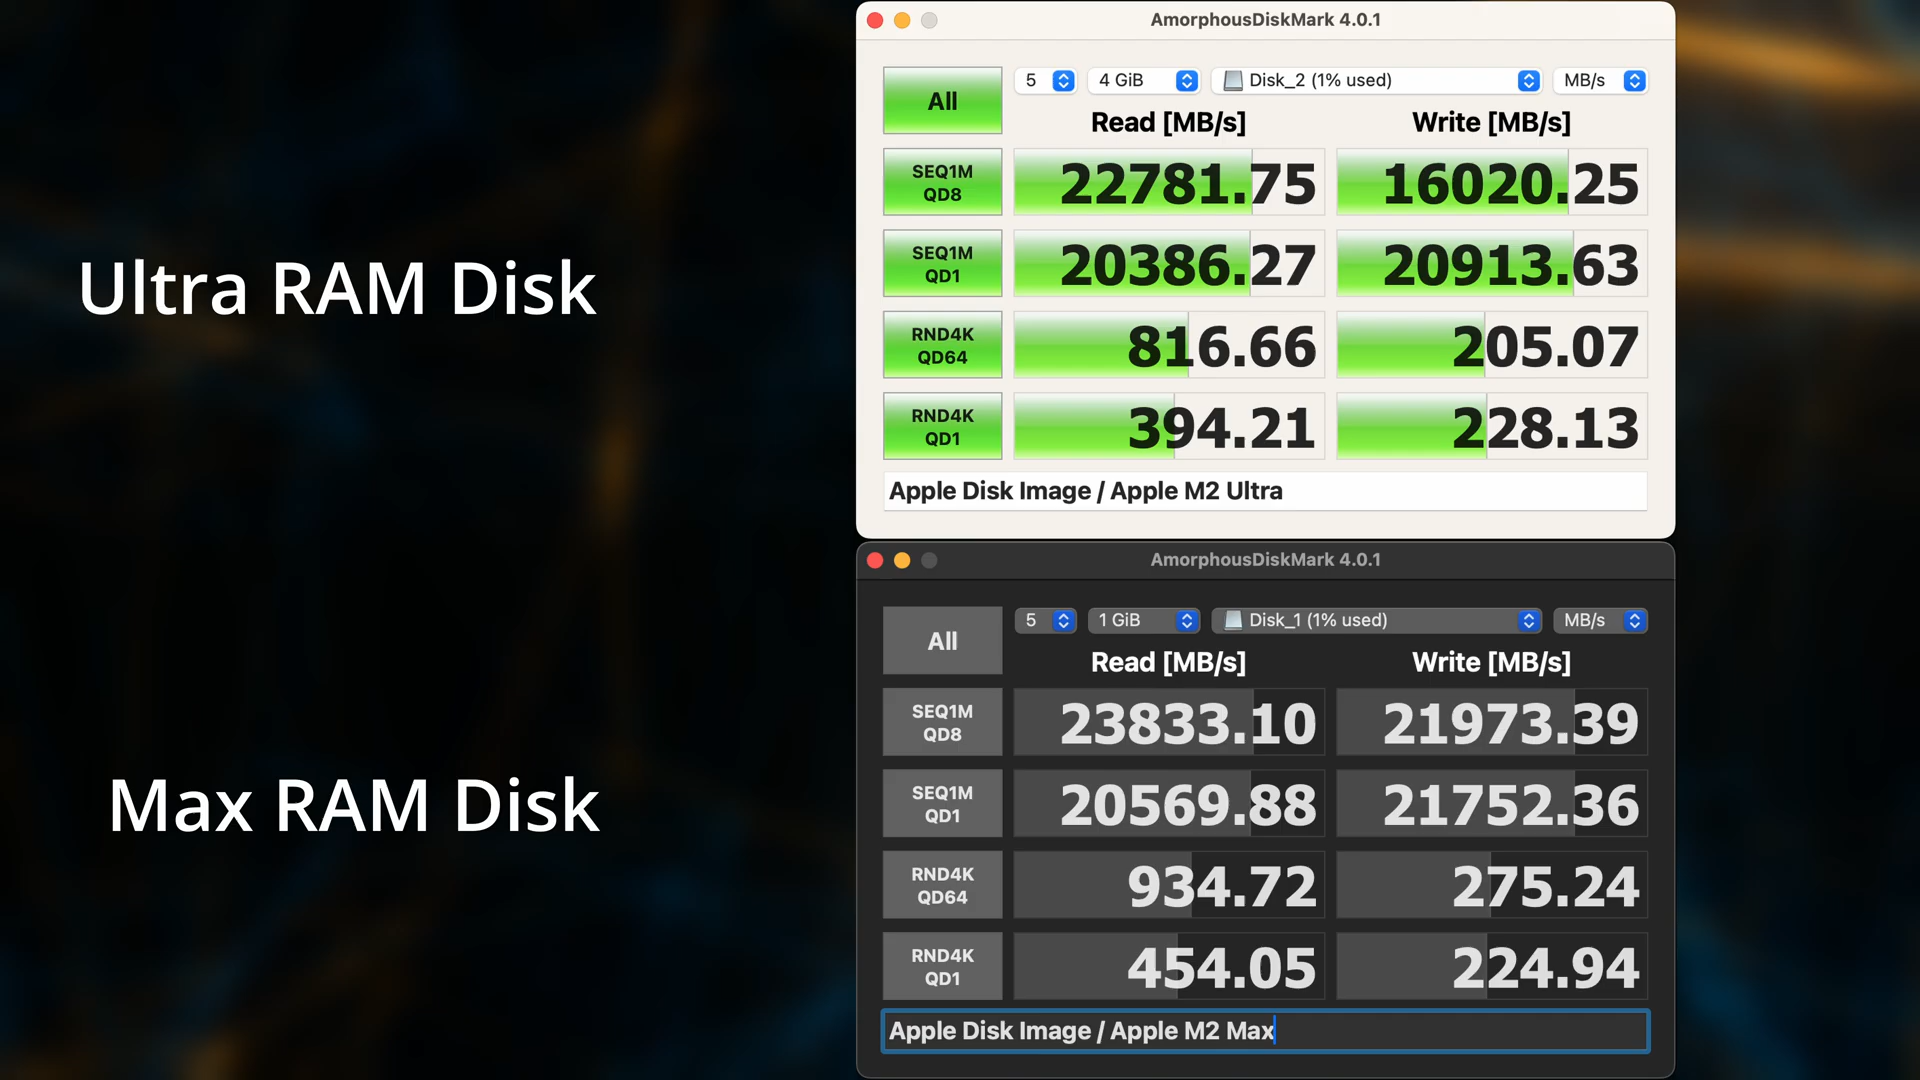 Ultra RAM Disk
AmorphousDiskMark 4.0.1
All
5
4 GiB
Disk_2 (1% used)
MB/s
Read [MB/s]
Write [MB/s]
SEQ1M
QD8
22781.75
16020.25
SEQ1M
QD1
20386.27
20913.63
RND4K
QD64
816.66
205.07
RND4K
QD1
394.21
228.13
Apple Disk Image / Apple M2 Ultra
Max RAM Disk
AmorphousDiskMark 4.0.1
All
5
1 GiB
Disk_1 (1% used)
MB/s
Read [MB/s]
Write [MB/s]
SEQ1M
QD8
23833.10
21973.39
SEQ1M
QD1
20569.88
21752.36
RND4K
QD64
934.72
275.24
RND4K
QD1
454.05
224.94
Apple Disk Image / Apple M2 Max